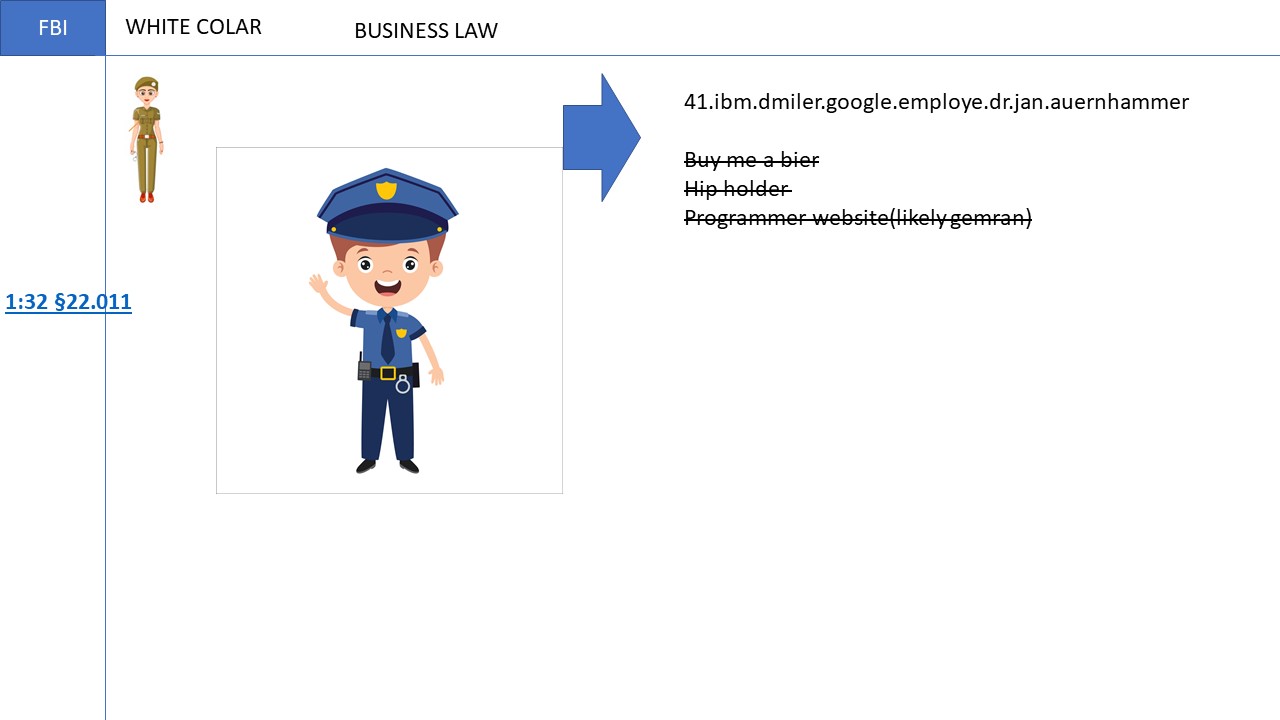 FBI
WHITE COLAR
BUSINESS LAW
41.ibm.dmiler.google.employe.dr.jan.auernhammer
Buy me a bier
Hip holder
Programmer website(likely gemran)
1:32 §22.011